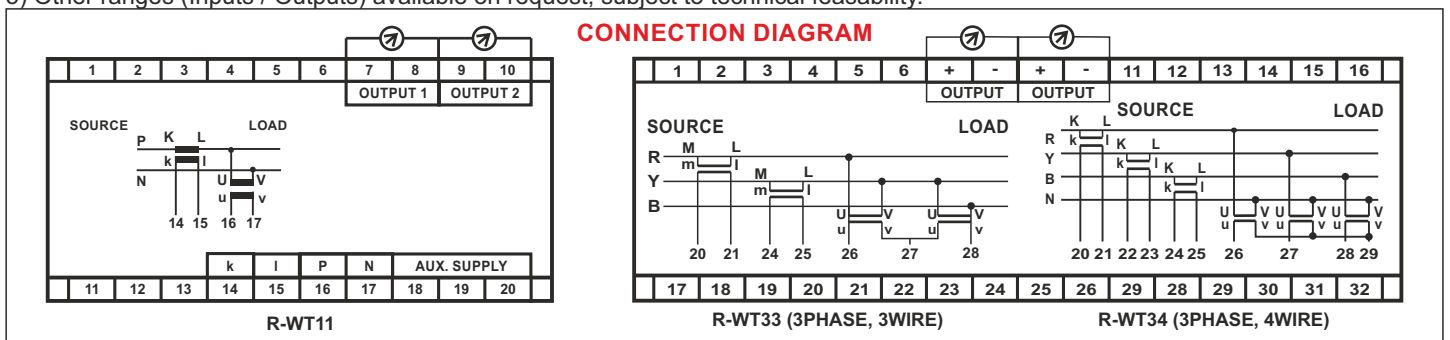 3) Other ranges (Inputs / Outputs) available on request, subject to technical feasability.
CONNECTION DIAGRAM
1 2 3 4 5 6 7 8 9 10
OUTPUT 1 OUTPUT 2
SOURCE LOAD
P K L
k l
N U V
u v
14 15 16 17
k l P N AUX. SUPPLY
11 12 13 14 15 16 17 18 19 20
R-WT11
1 2 3 4 5 6 + - + - 11 12 13 14 15 16
OUTPUT OUTPUT
SOURCE LOAD
R M L
m l
Y M L
m l
B U V U V
u v u v
20 21 24 25 26 27 28
SOURCE LOAD
K L
R k l
K L
Y k l
K L
B k l
N
U V U V U V
u v u v u v
20 21 22 23 24 25 26 27 28 29
17 18 19 20 21 22 23 24 25 26 29 28 29 30 31 32
R-WT33 (3PHASE, 3WIRE) R-WT34 (3PHASE, 4WIRE)